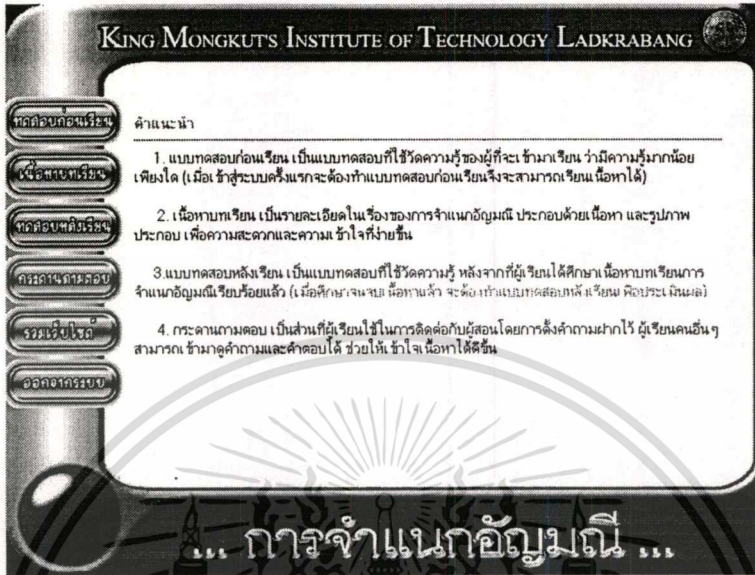 KING MONGKUT'S INSTITUTE OF TECHNOLOGY LADKRABANG
ทดสอบก่อนเรียน
เนื้อหาบทเรียน
ทดสอบหลังเรียน
กระดานถามตอบ
รวมเว็บไซต์
ออกจากระบบ
คำแนะนำ
1. แบบทดสอบก่อนเรียน เป็นแบบทดสอบที่ใช้วัดความรู้ของผู้ที่จะเข้ามาเรียน ว่ามีความรู้มากน้อย
เพียงใด (เมื่อเข้าสู่ระบบครั้งแรกจะต้องทำแบบทดสอบก่อนเรียนจึงจะสามารถเรียนเนื้อหาได้)
2. เนื้อหาบทเรียน เป็นรายละเอียดในเรื่องของการจำแนกอัญมณี ประกอบด้วยเนื้อหา และรูปภาพ
ประกอบ เพื่อความสะดวกและความเข้าใจที่ง่ายขึ้น
3.แบบทดสอบหลังเรียน เป็นแบบทดสอบที่ใช้วัดความรู้ หลังจากที่ผู้เรียนได้ศึกษาเนื้อหาบทเรียนการ
จำแนกอัญมณีเรียบร้อยแล้ว (เมื่อศึกษาจนจบเนื้อหาแล้ว จะต้องทำแบบทดสอบหลังเรียนเพื่อประเมินผล)
4. กระดานถามตอบ เป็นส่วนที่ผู้เรียนใช้ในการติดต่อกับผู้สอนโดยการตั้งคำถามฝากไว้ ผู้เรียนคนอื่น ๆ
สามารถเข้ามาดูคำถามและคำตอบได้ ช่วยให้เข้าใจเนื้อหาได้ดีขึ้น
... การจำแนกอัญมณี ...